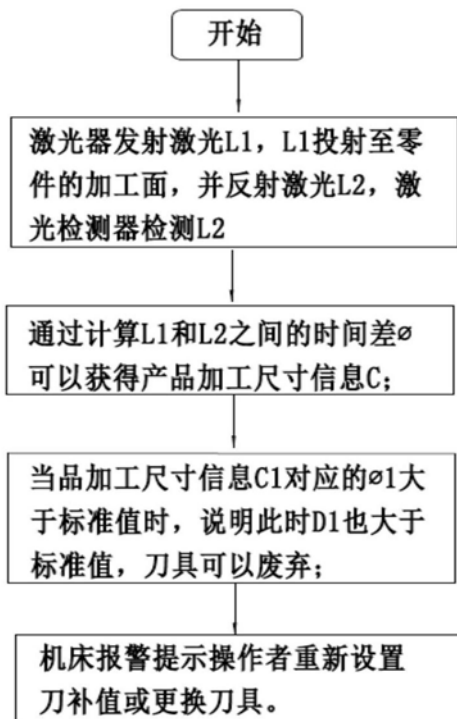 开始
激光器发射激光L1，L1投射至零
件的加工面，并反射激光L2，激
光检测器检测L2
通过计算L1和L2之间的时间差ø
可以获得产品加工尺寸信息C；
当品加工尺寸信息C1对应的ø1大
于标准值时，说明此时D1也大于
标准值，刀具可以废弃；
机床报警提示操作者重新设置
刀补值或更换刀具。